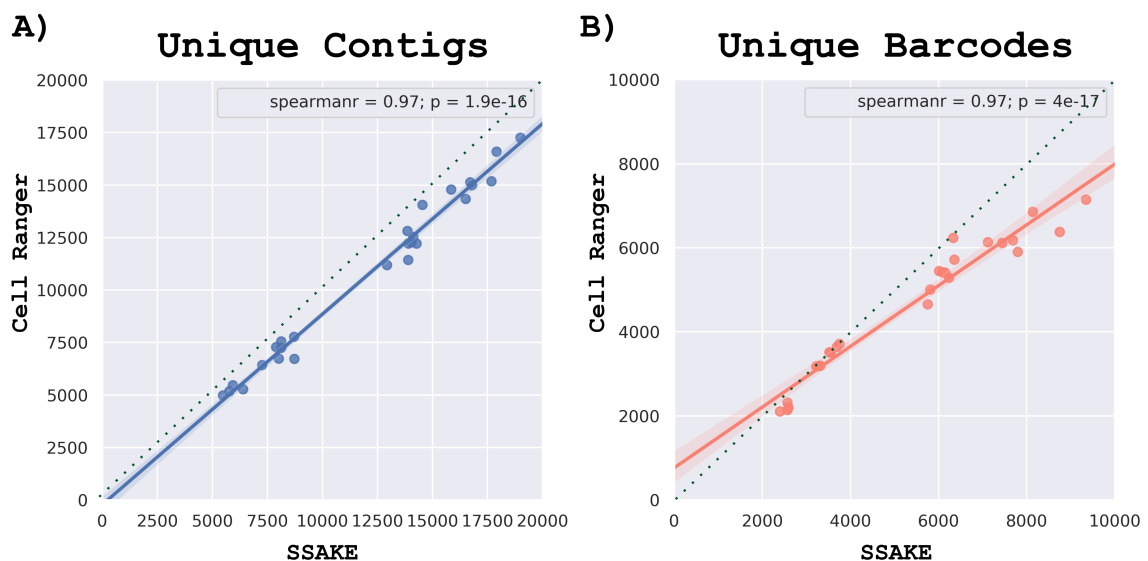 A)
Unique Contigs
spearmanr = 0.97; p = 1.9e-16
20000
17500
15000
12500
10000
7500
5000
2500
0
Cell Ranger
0 2500 5000 7500 10000 12500 15000 17500 20000
SSAKE
B)
Unique Barcodes
spearmanr = 0.97; p = 4e-17
10000
8000
6000
4000
2000
0
Cell Ranger
0 2000 4000 6000 8000 10000
SSAKE